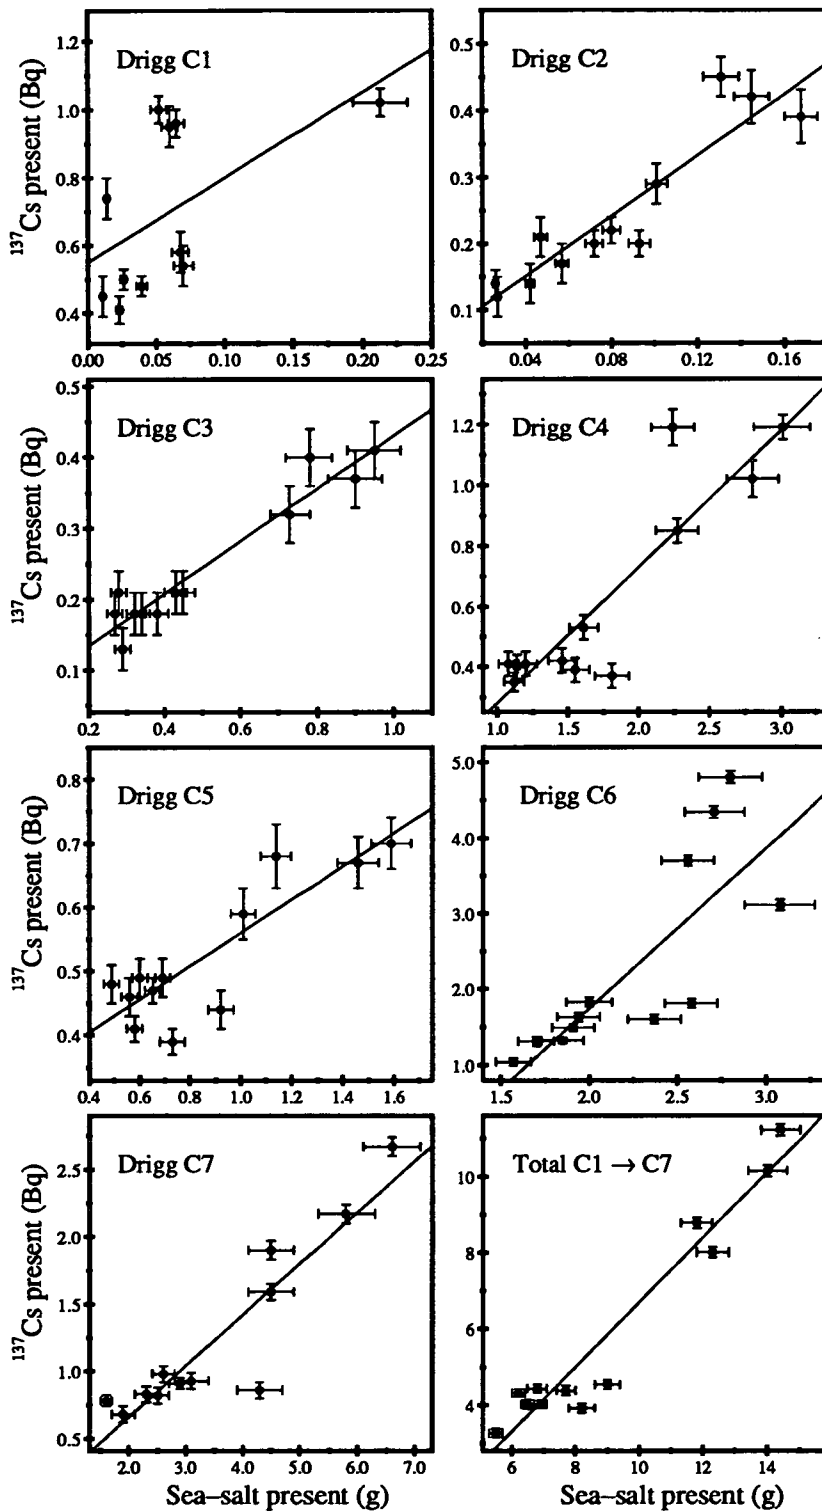 Drigg C1
1.2
1.0
0.8
0.6
0.4
0.00 0.05 0.10 0.15 0.20 0.25
¹³⁷Cs present (Bq)
Drigg C2
0.5
0.4
0.3
0.2
0.1
0.04 0.08 0.12 0.16
Drigg C3
0.5
0.4
0.3
0.2
0.1
0.2 0.4 0.6 0.8 1.0
¹³⁷Cs present (Bq)
Drigg C4
1.2
1.0
0.8
0.6
0.4
1.0 1.5 2.0 2.5 3.0
Drigg C5
0.8
0.7
0.6
0.5
0.4
0.4 0.6 0.8 1.0 1.2 1.4 1.6
¹³⁷Cs present (Bq)
Drigg C6
5.0
4.0
3.0
2.0
1.0
1.5 2.0 2.5 3.0
Drigg C7
2.5
2.0
1.5
1.0
0.5
2.0 3.0 4.0 5.0 6.0 7.0
¹³⁷Cs present (Bq)
Sea–salt present (g)
Total C1 → C7
10
8
6
4
6 8 10 12 14
Sea–salt present (g)